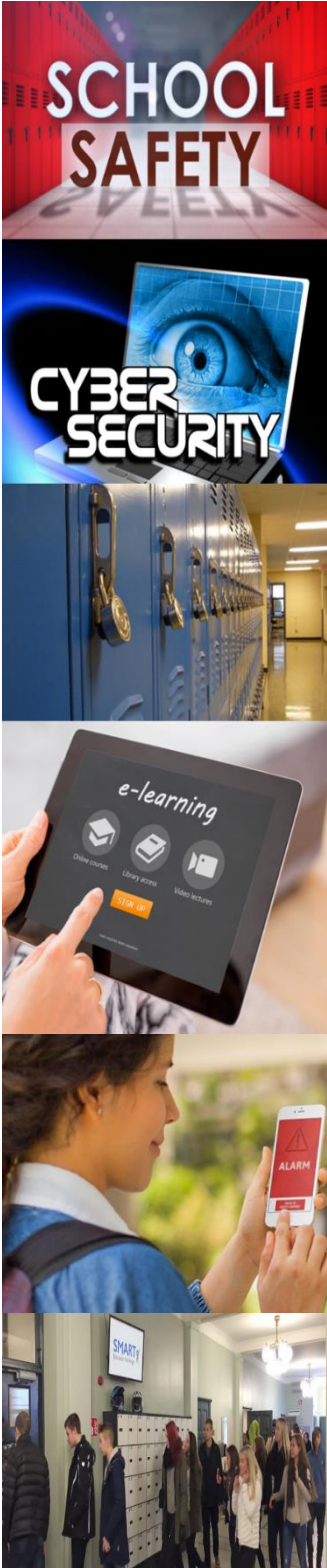 SCHOOL
SAFETY
CYBER
SECURITY
e-learning
Online courses
Library access
Video lectures
SIGN UP
ALARM
SMART